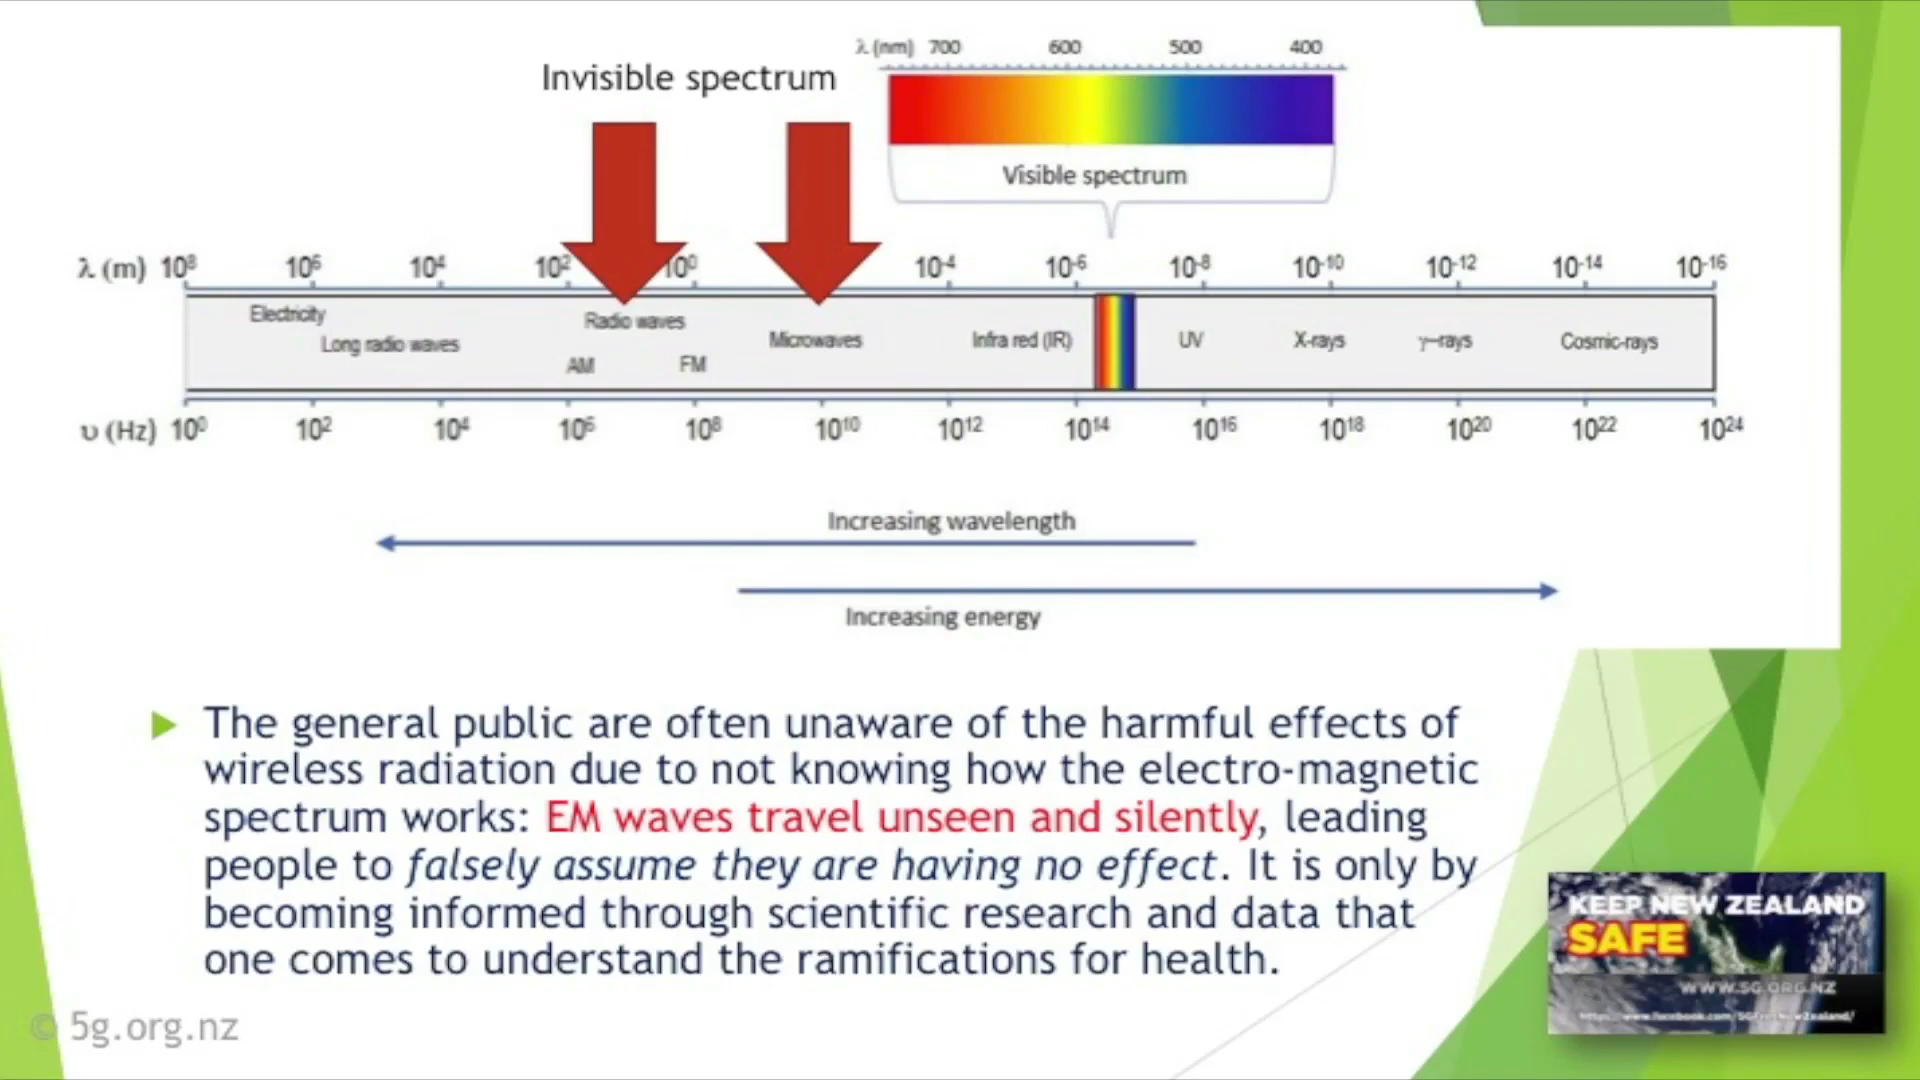 λ (nm) 700 600 500 400
Invisible spectrum
Visible spectrum
λ (m) 10⁸ 10⁶ 10⁴ 10² 10⁰ 10⁻⁴ 10⁻⁶ 10⁻⁸ 10⁻¹⁰ 10⁻¹² 10⁻¹⁴ 10⁻¹⁶
Electricity
Long radio waves
Radio waves
AM FM
Microwaves
Infra red (IR)
UV
X-rays
γ–rays
Cosmic-rays
υ (Hz) 10⁰ 10² 10⁴ 10⁶ 10⁸ 10¹⁰ 10¹² 10¹⁴ 10¹⁶ 10¹⁸ 10²⁰ 10²² 10²⁴
Increasing wavelength
Increasing energy
The general public are often unaware of the harmful effects of
wireless radiation due to not knowing how the electro-magnetic
spectrum works: EM waves travel unseen and silently, leading
people to falsely assume they are having no effect. It is only by
becoming informed through scientific research and data that
one comes to understand the ramifications for health.
KEEP NEW ZEALAND
SAFE
WWW.5G.ORG.NZ
© 5g.org.nz